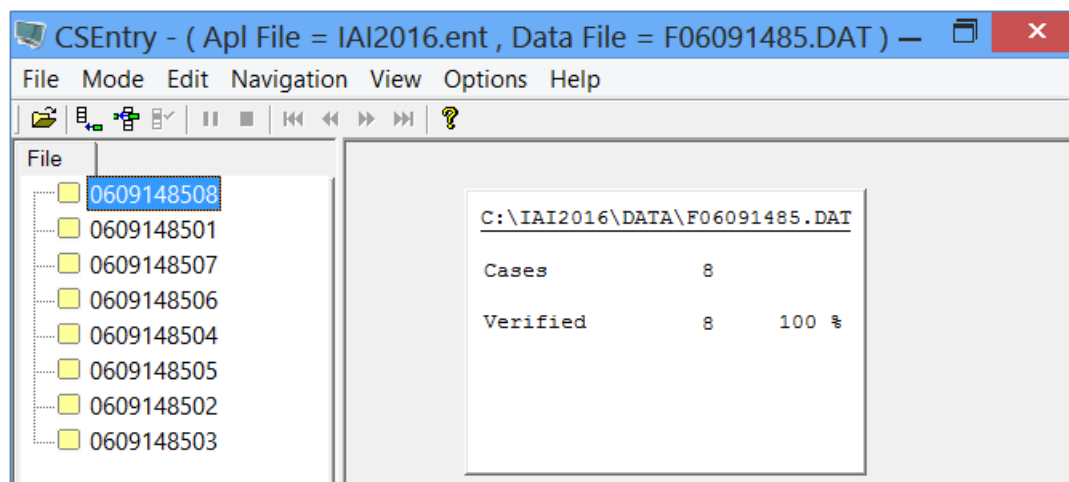 CSEntry - ( Apl File = IAI2016.ent , Data File = F06091485.DAT )
File Mode Edit Navigation View Options Help
File
0609148508
0609148501
0609148507
0609148506
0609148504
0609148505
0609148502
0609148503
C:\IAI2016\DATA\F06091485.DAT
Cases 8
Verified 8 100 %